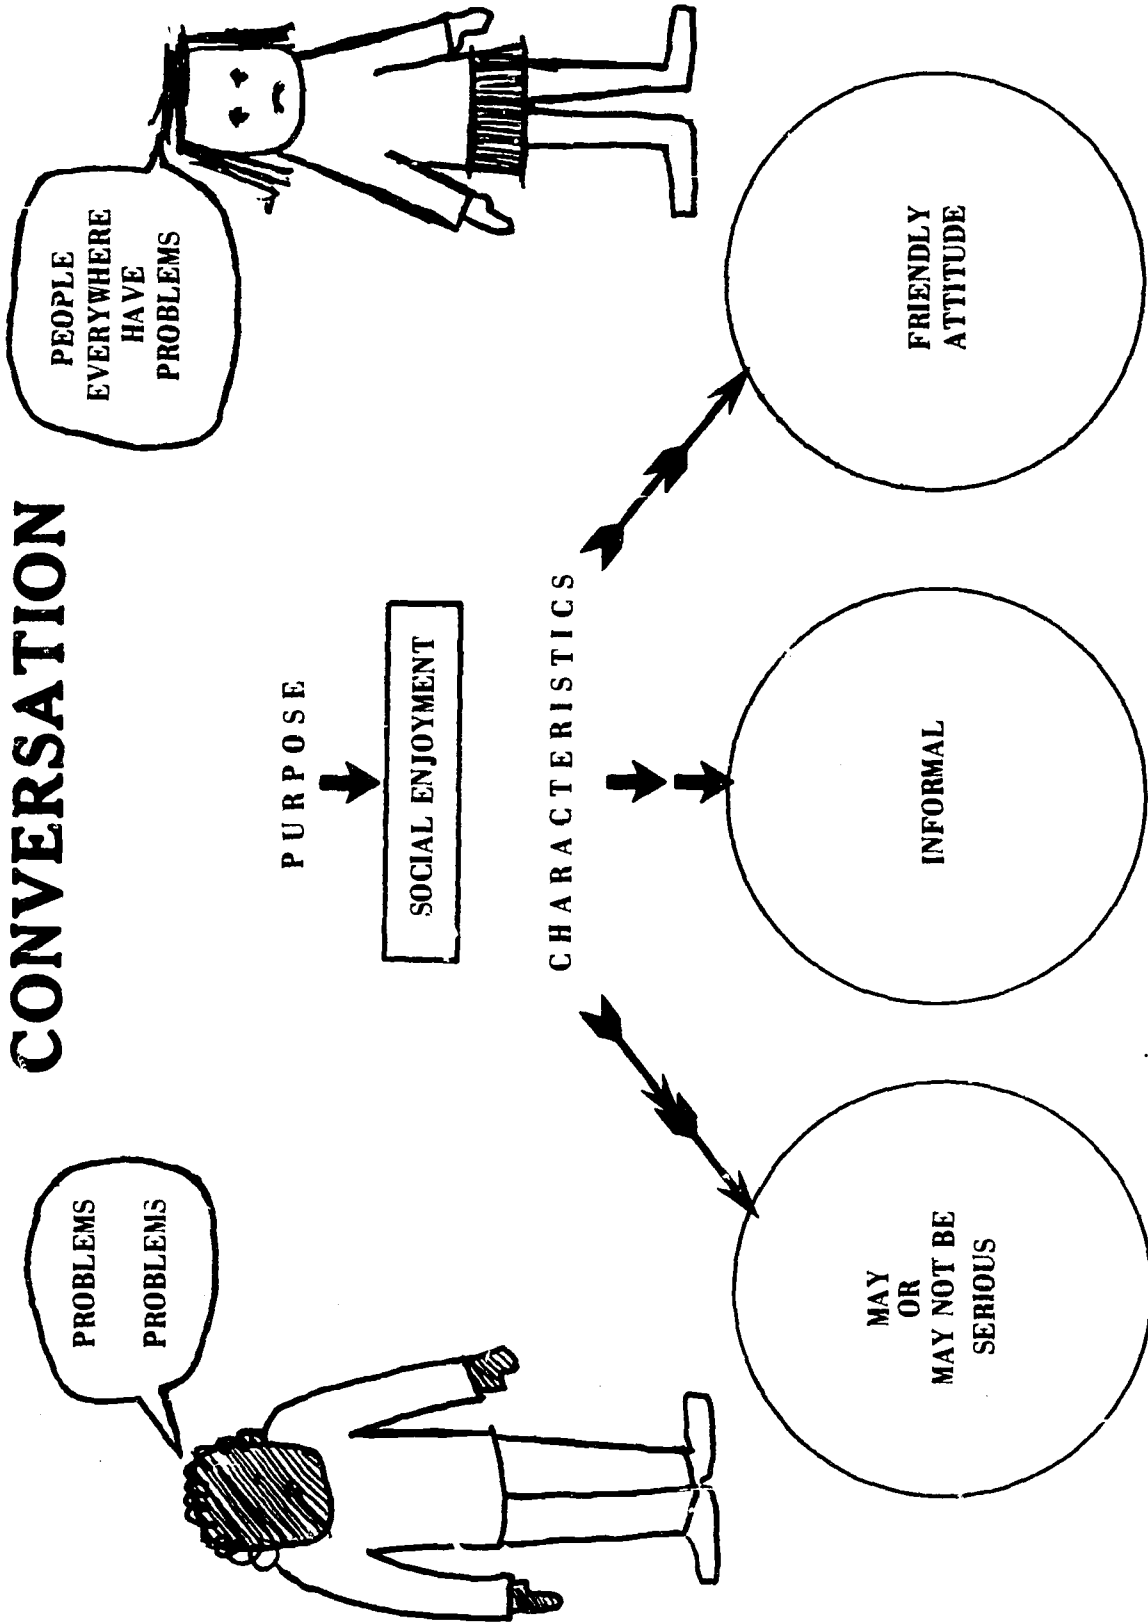 CONVERSATION
PROBLEMS
PROBLEMS
PEOPLE
EVERYWHERE
HAVE
PROBLEMS
PURPOSE
SOCIAL ENJOYMENT
CHARACTERISTICS
MAY
OR
MAY NOT BE
SERIOUS
INFORMAL
FRIENDLY
ATTITUDE